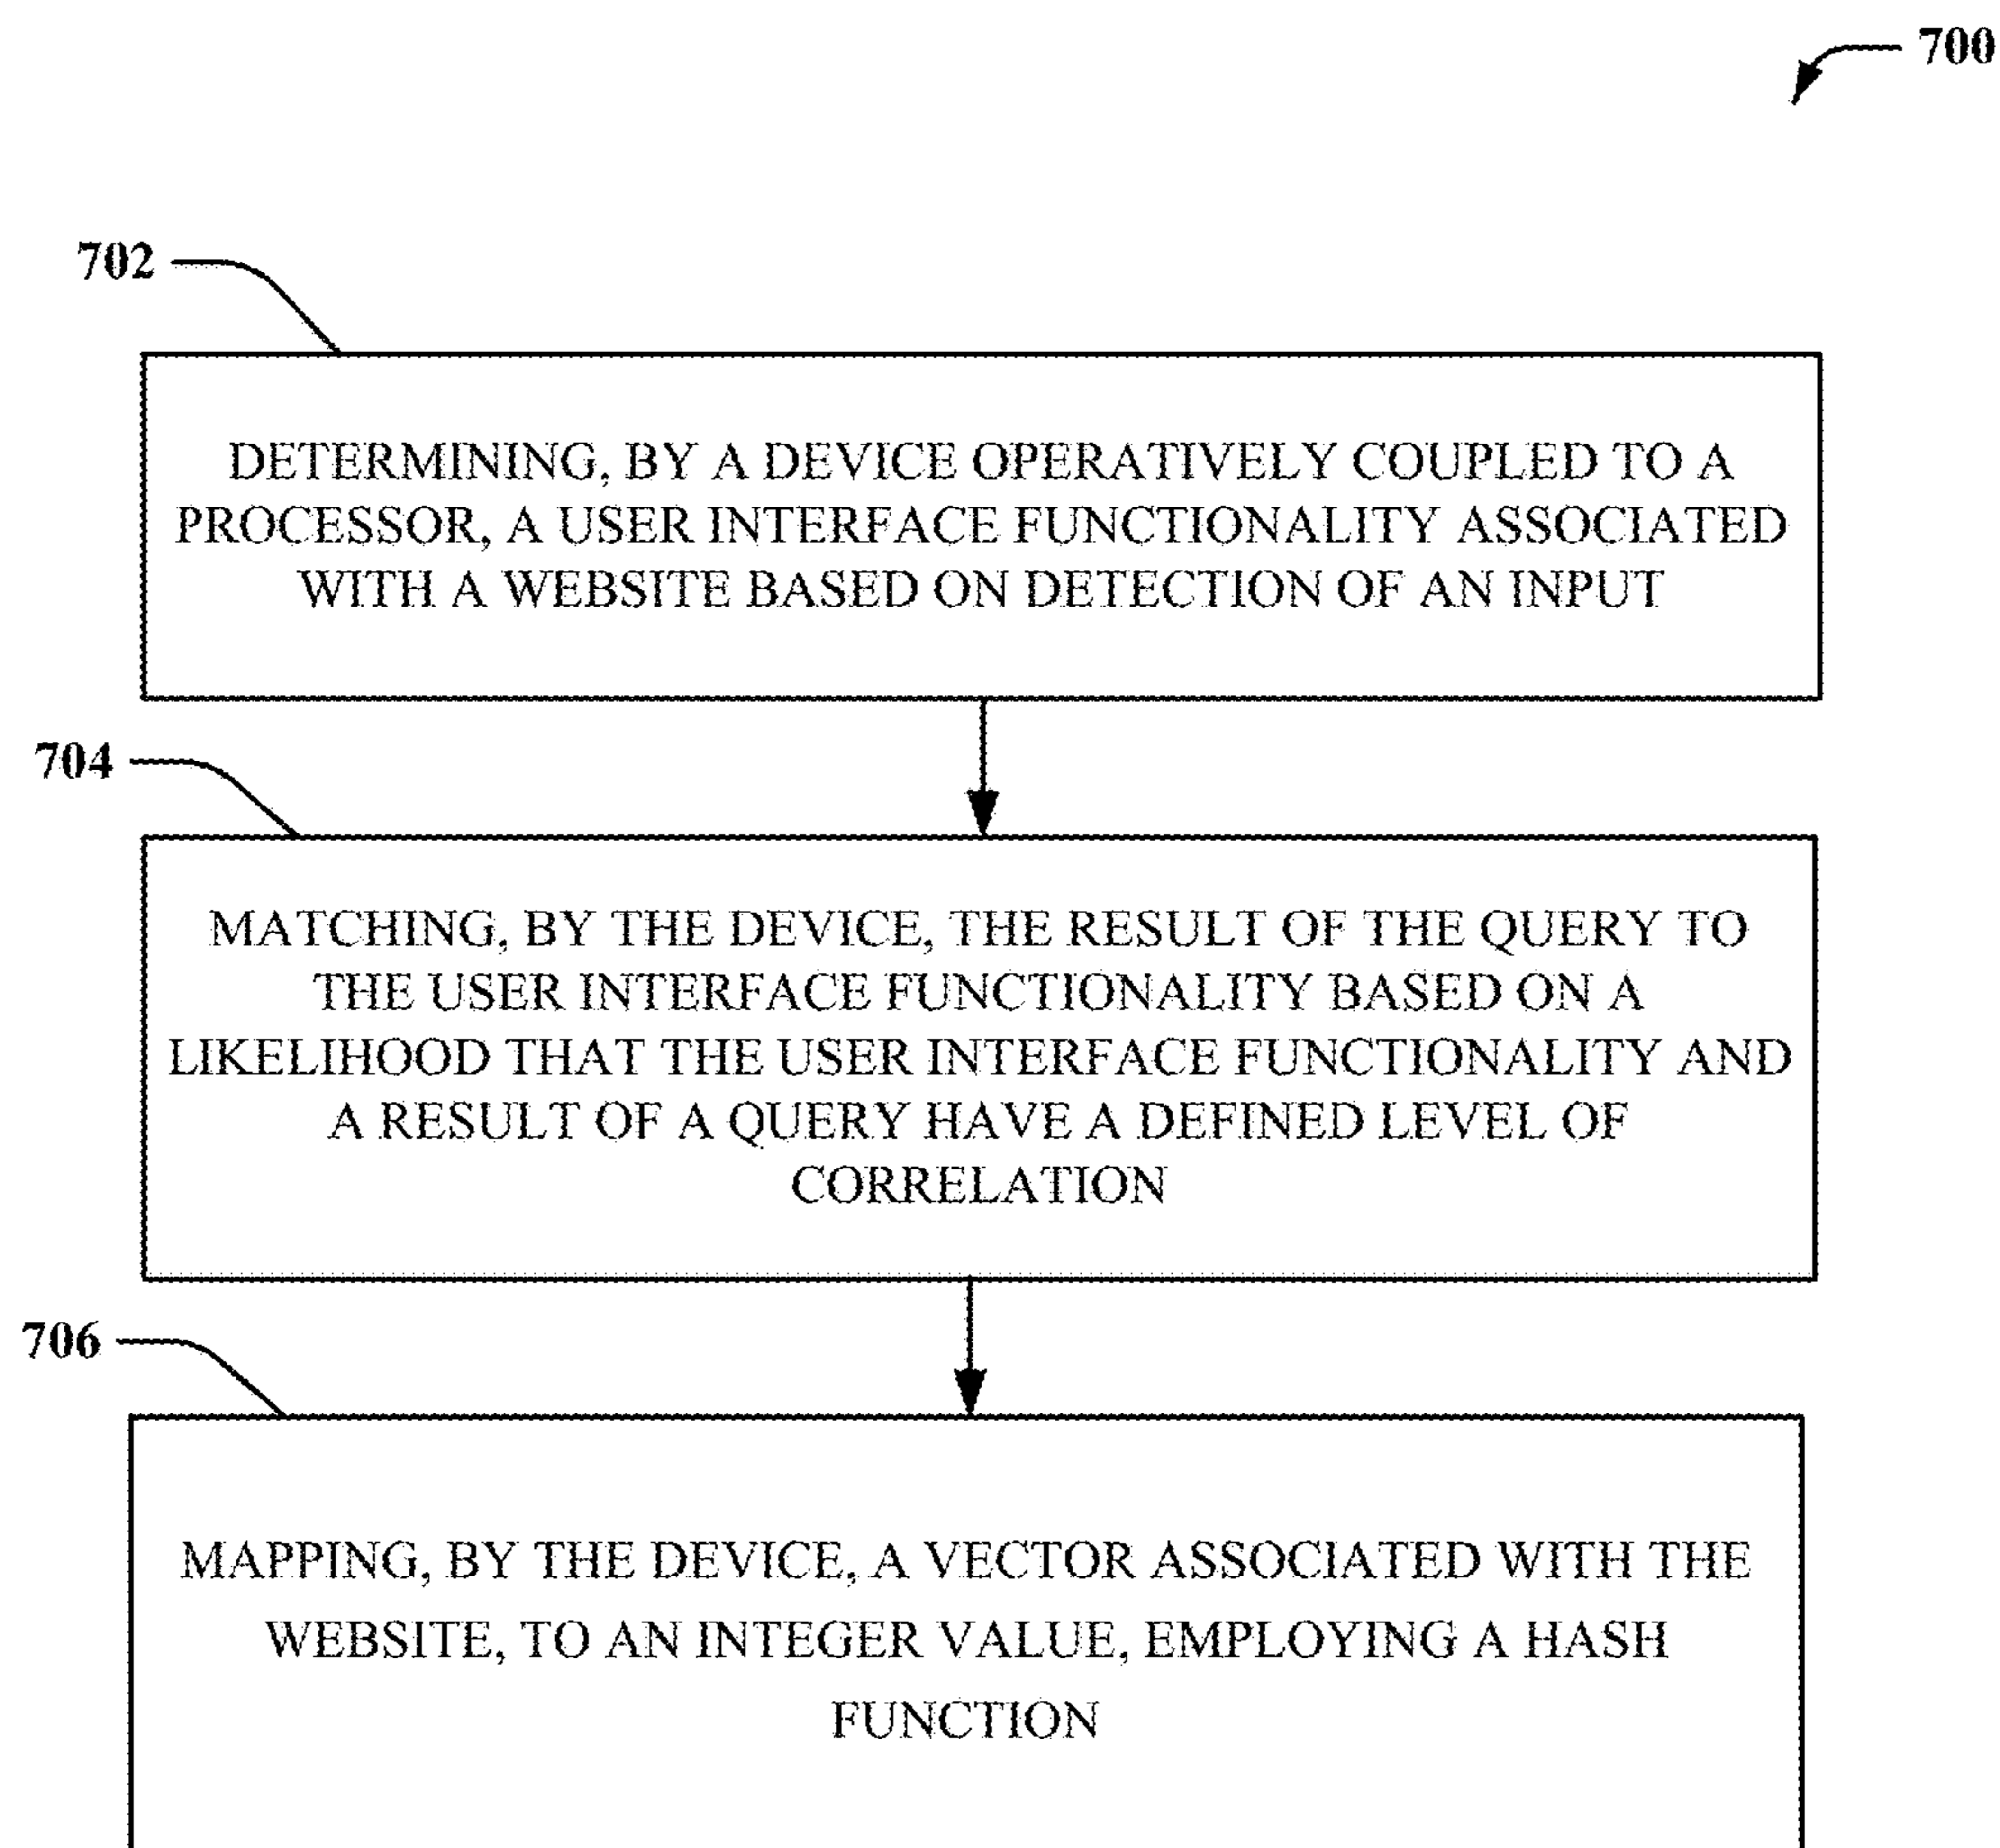 700
702
DETERMINING, BY A DEVICE OPERATIVELY COUPLED TO A
PROCESSOR, A USER INTERFACE FUNCTIONALITY ASSOCIATED
WITH A WEBSITE BASED ON DETECTION OF AN INPUT
704
MATCHING, BY THE DEVICE, THE RESULT OF THE QUERY TO
THE USER INTERFACE FUNCTIONALITY BASED ON A
LIKELIHOOD THAT THE USER INTERFACE FUNCTIONALITY AND
A RESULT OF A QUERY HAVE A DEFINED LEVEL OF
CORRELATION
706
MAPPING, BY THE DEVICE, A VECTOR ASSOCIATED WITH THE
WEBSITE, TO AN INTEGER VALUE, EMPLOYING A HASH
FUNCTION